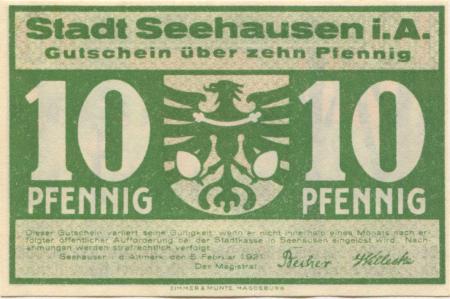 Stadt Seehausen i.A.
Gutschein über zehn Pfennig
10 10
PFENNIG PFENNIG
Dieser Gutschein verliert seine Gültigkeit, wenn er nicht innerhalb eines Monats nach er-
folgter öffentlicher Aufforderung bei der Stadtkasse in Seehausen eingelöst wird. Nach-
ahmungen werden strafrechtlich verfolgt.
Seehausen i. d. Altmark, den 5. Februar 1921.
Der Magistrat:
ZIMMER & MUNTE, MAGDEBURG